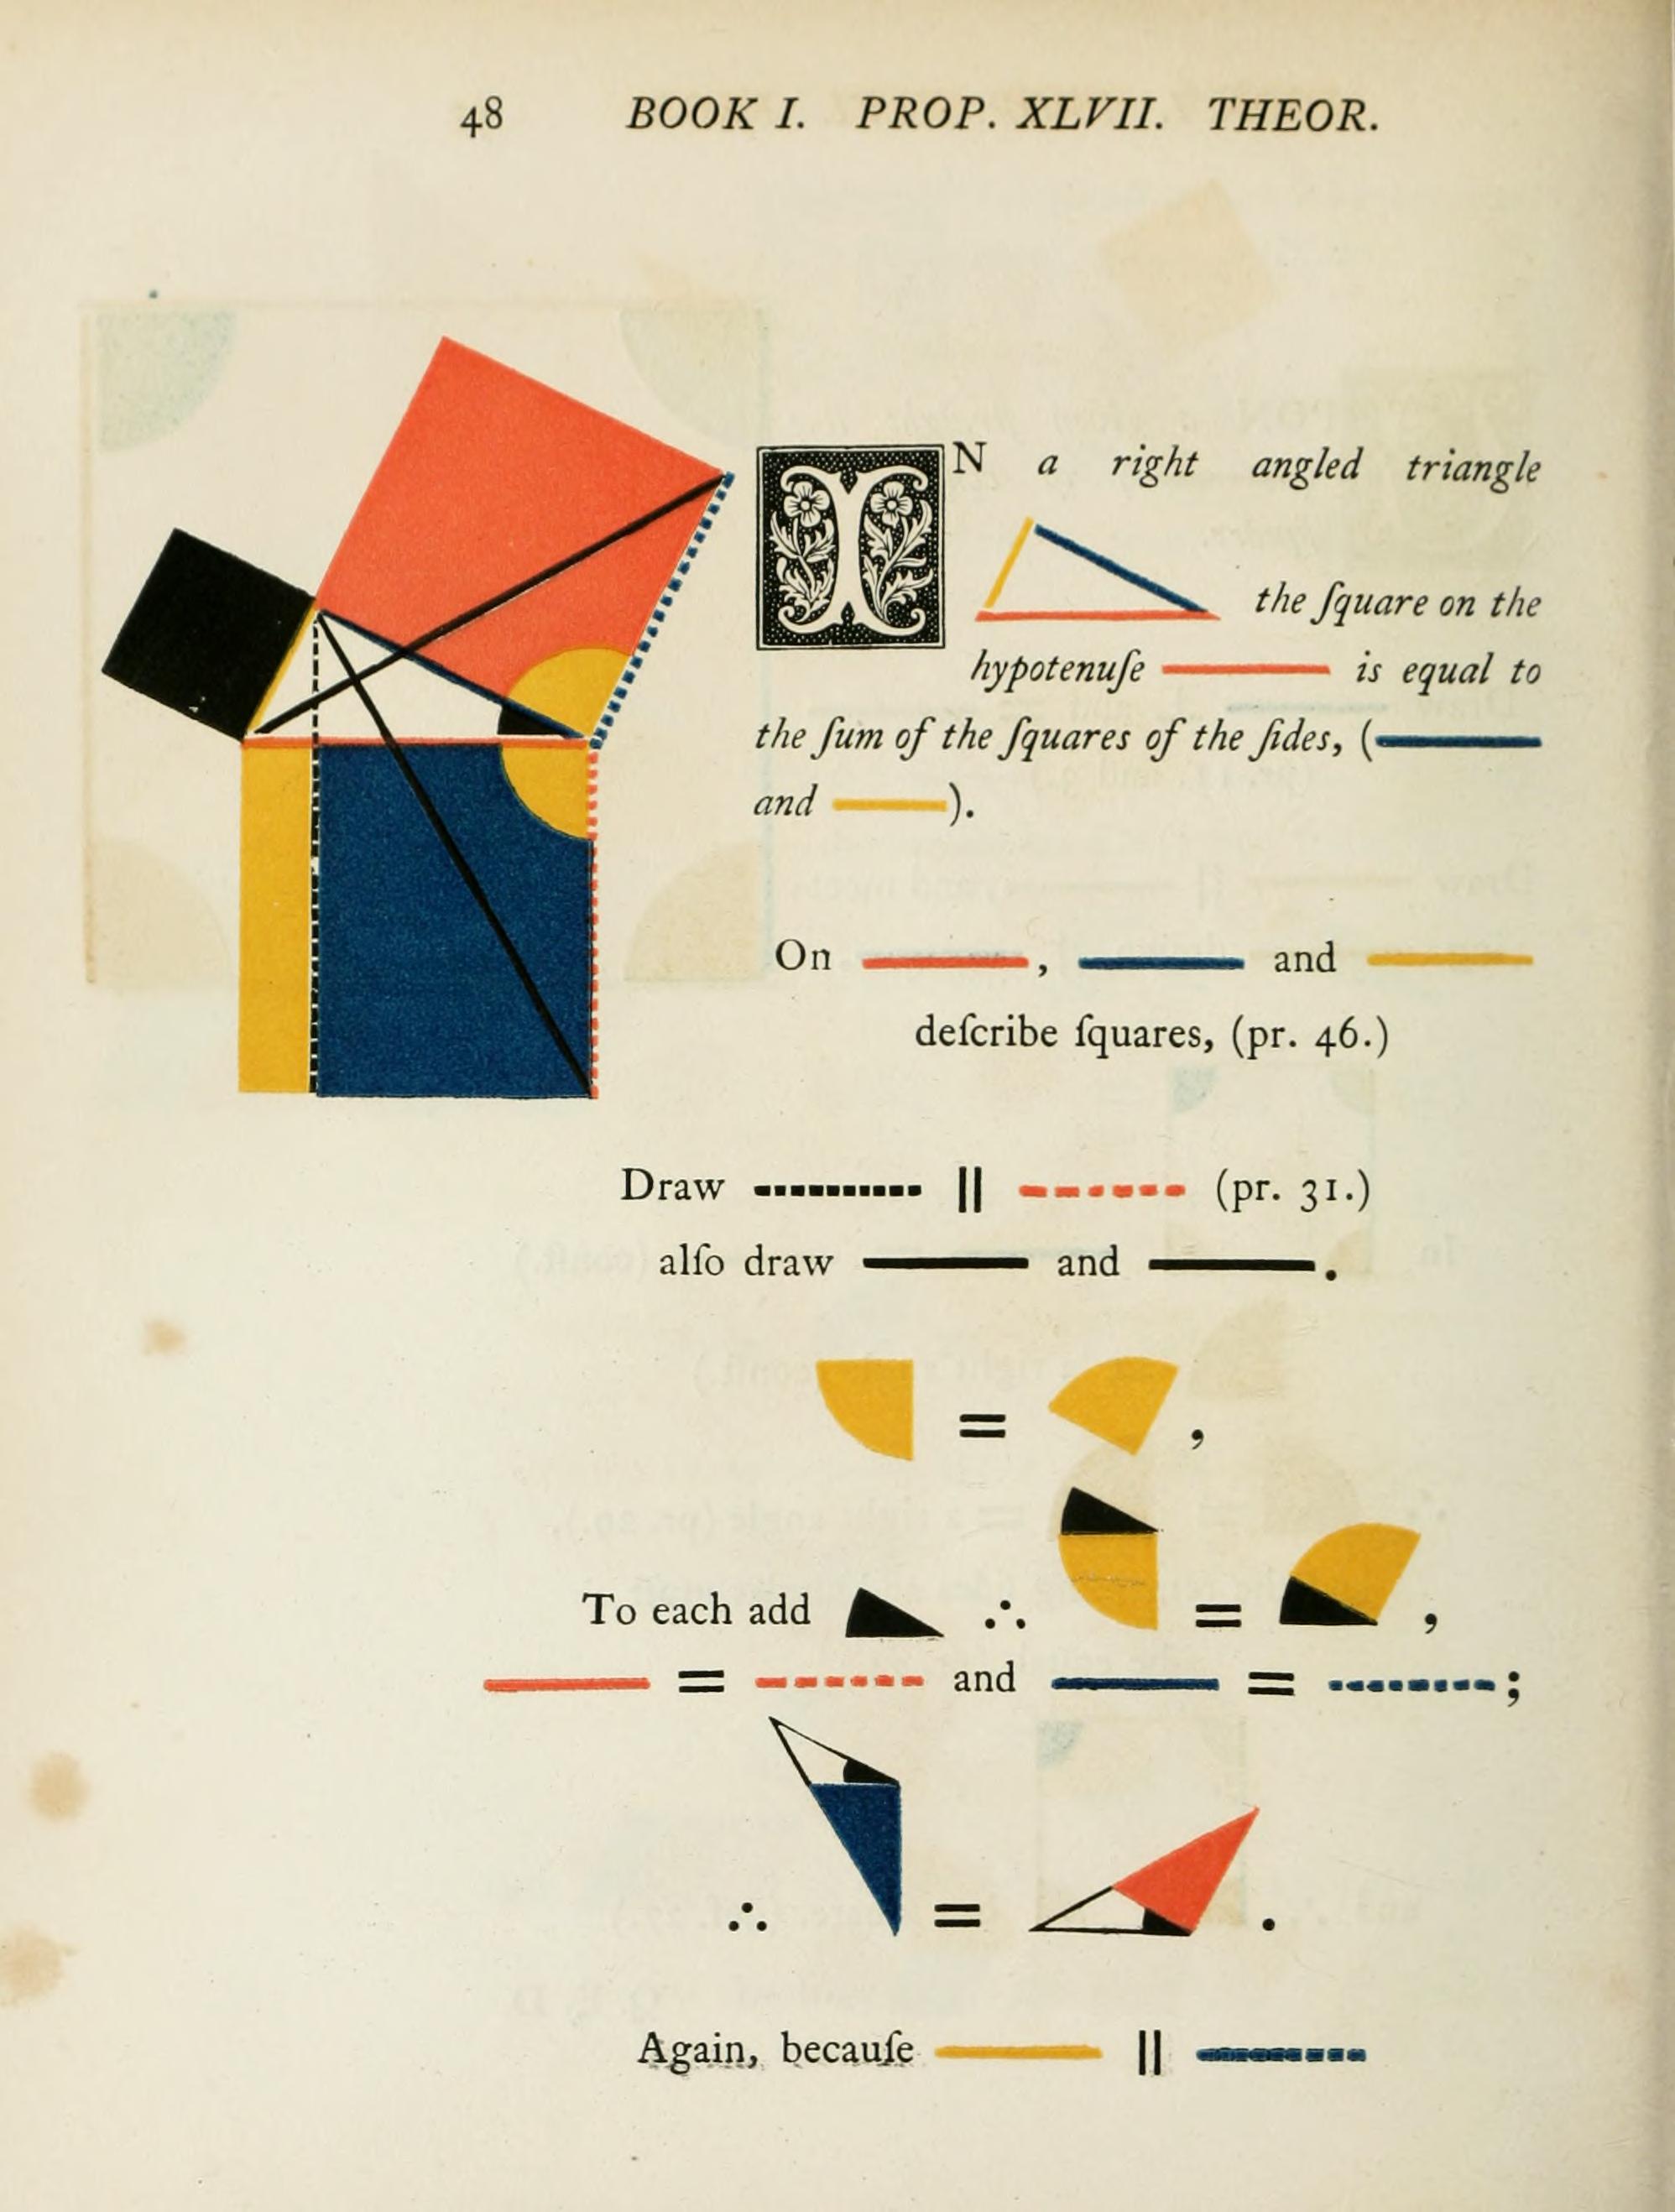 48 BOOK I. PROP. XLVII. THEOR.
IN a right angled triangle
the ſquare on the
hypotenuſe is equal to
the ſum of the ſquares of the ſides, (
and ).
On , and
deſcribe ſquares, (pr. 46.)
Draw || (pr. 31.)
alſo draw and .
= ,
To each add ∴ = ,
= and = ;
∴ = .
Again, becauſe ||